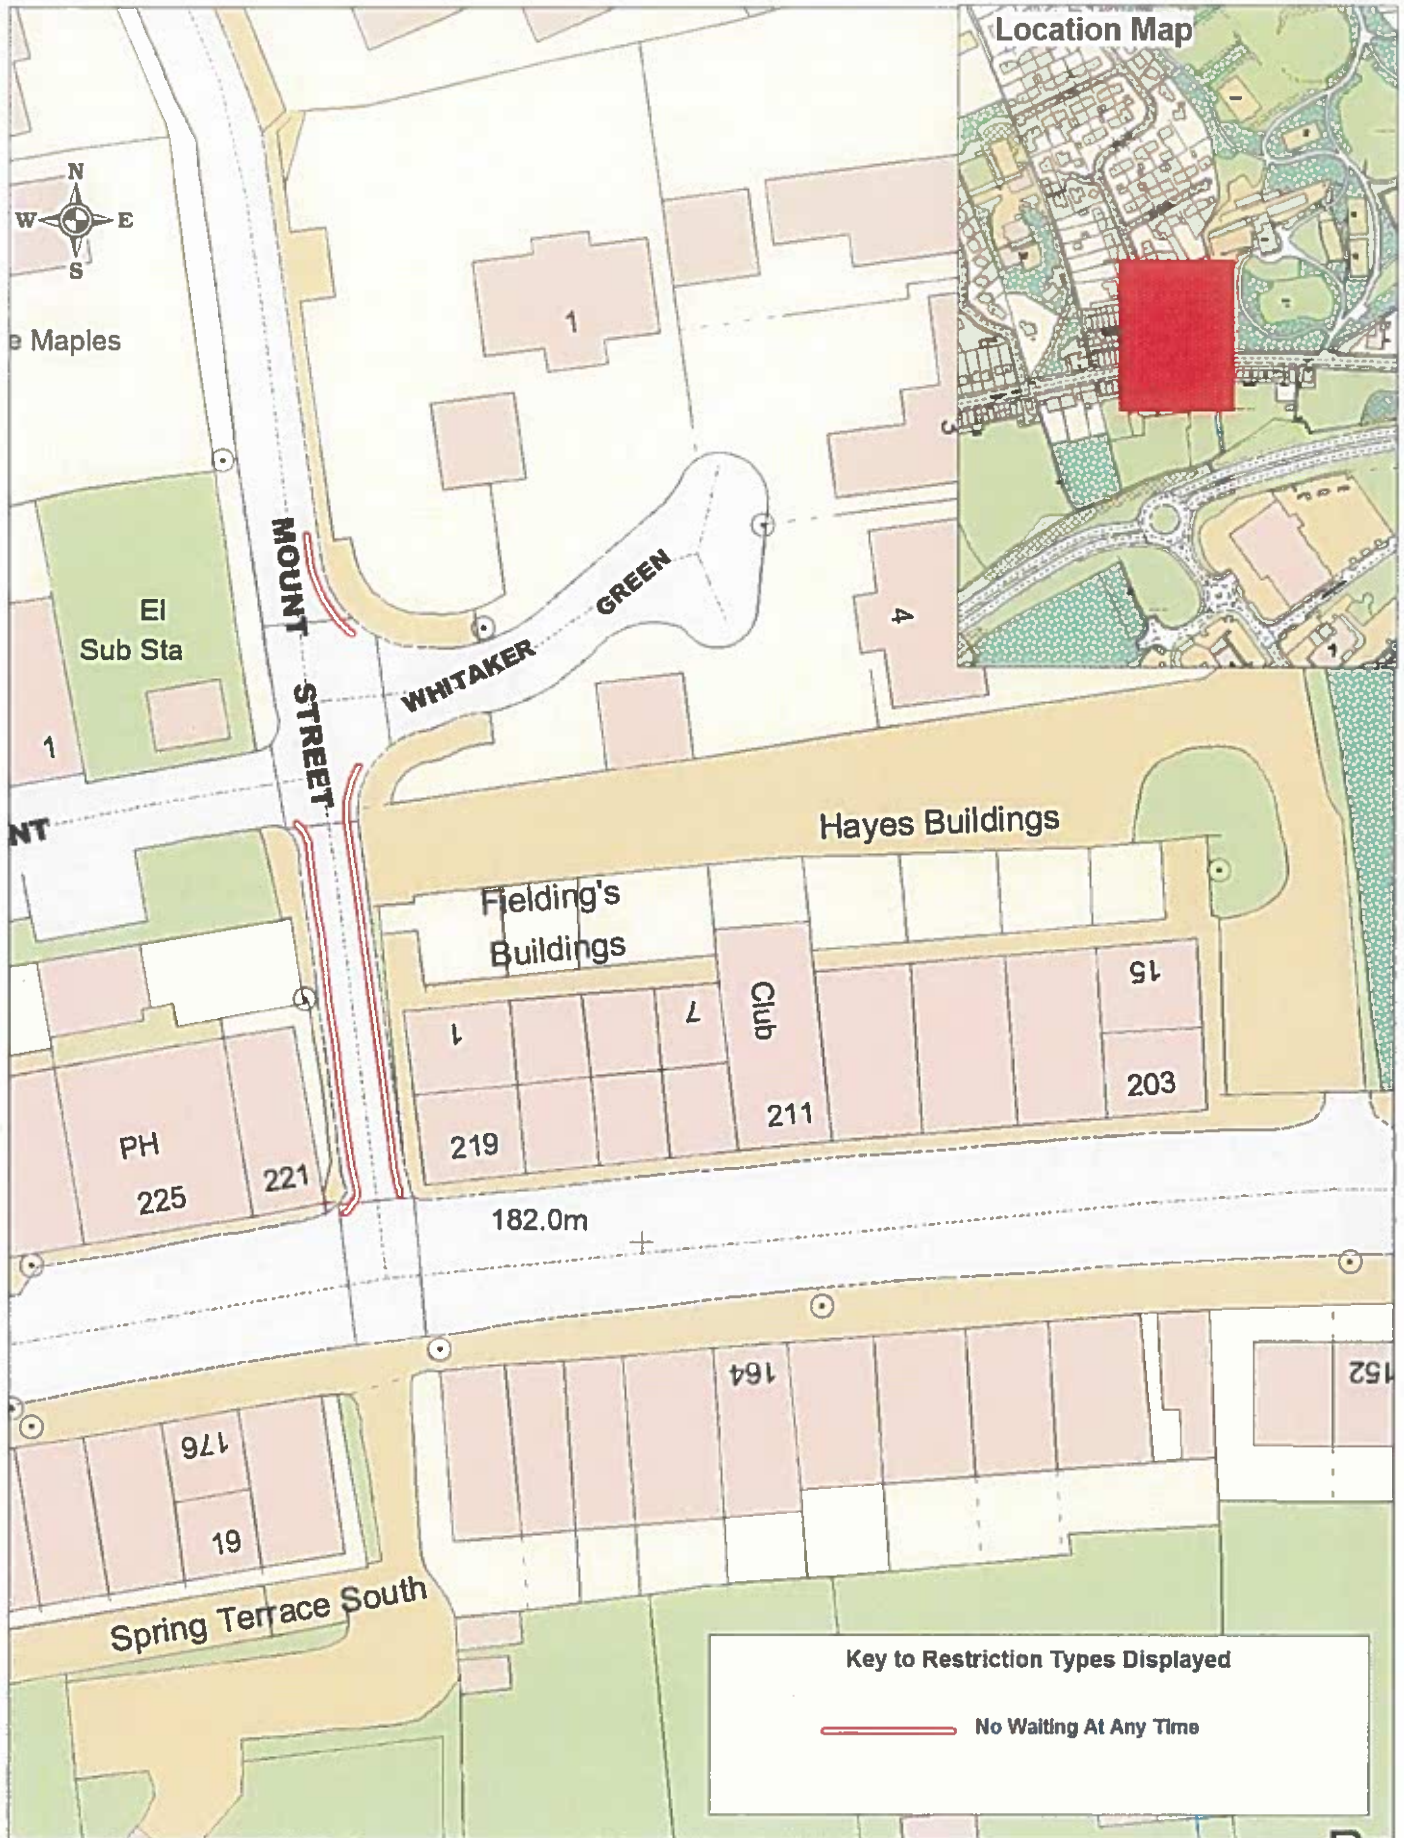 Location Map
N
W E
S
e Maples
1
MOUNT STREET
WHITAKER GREEN
El
Sub Sta
4
1
NT
Hayes Buildings
Fielding's
Buildings
Club
15
1
7
203
211
219
PH
221
225
182.0m
164
152
176
19
Spring Terrace South
Key to Restriction Types Displayed
No Waiting At Any Time